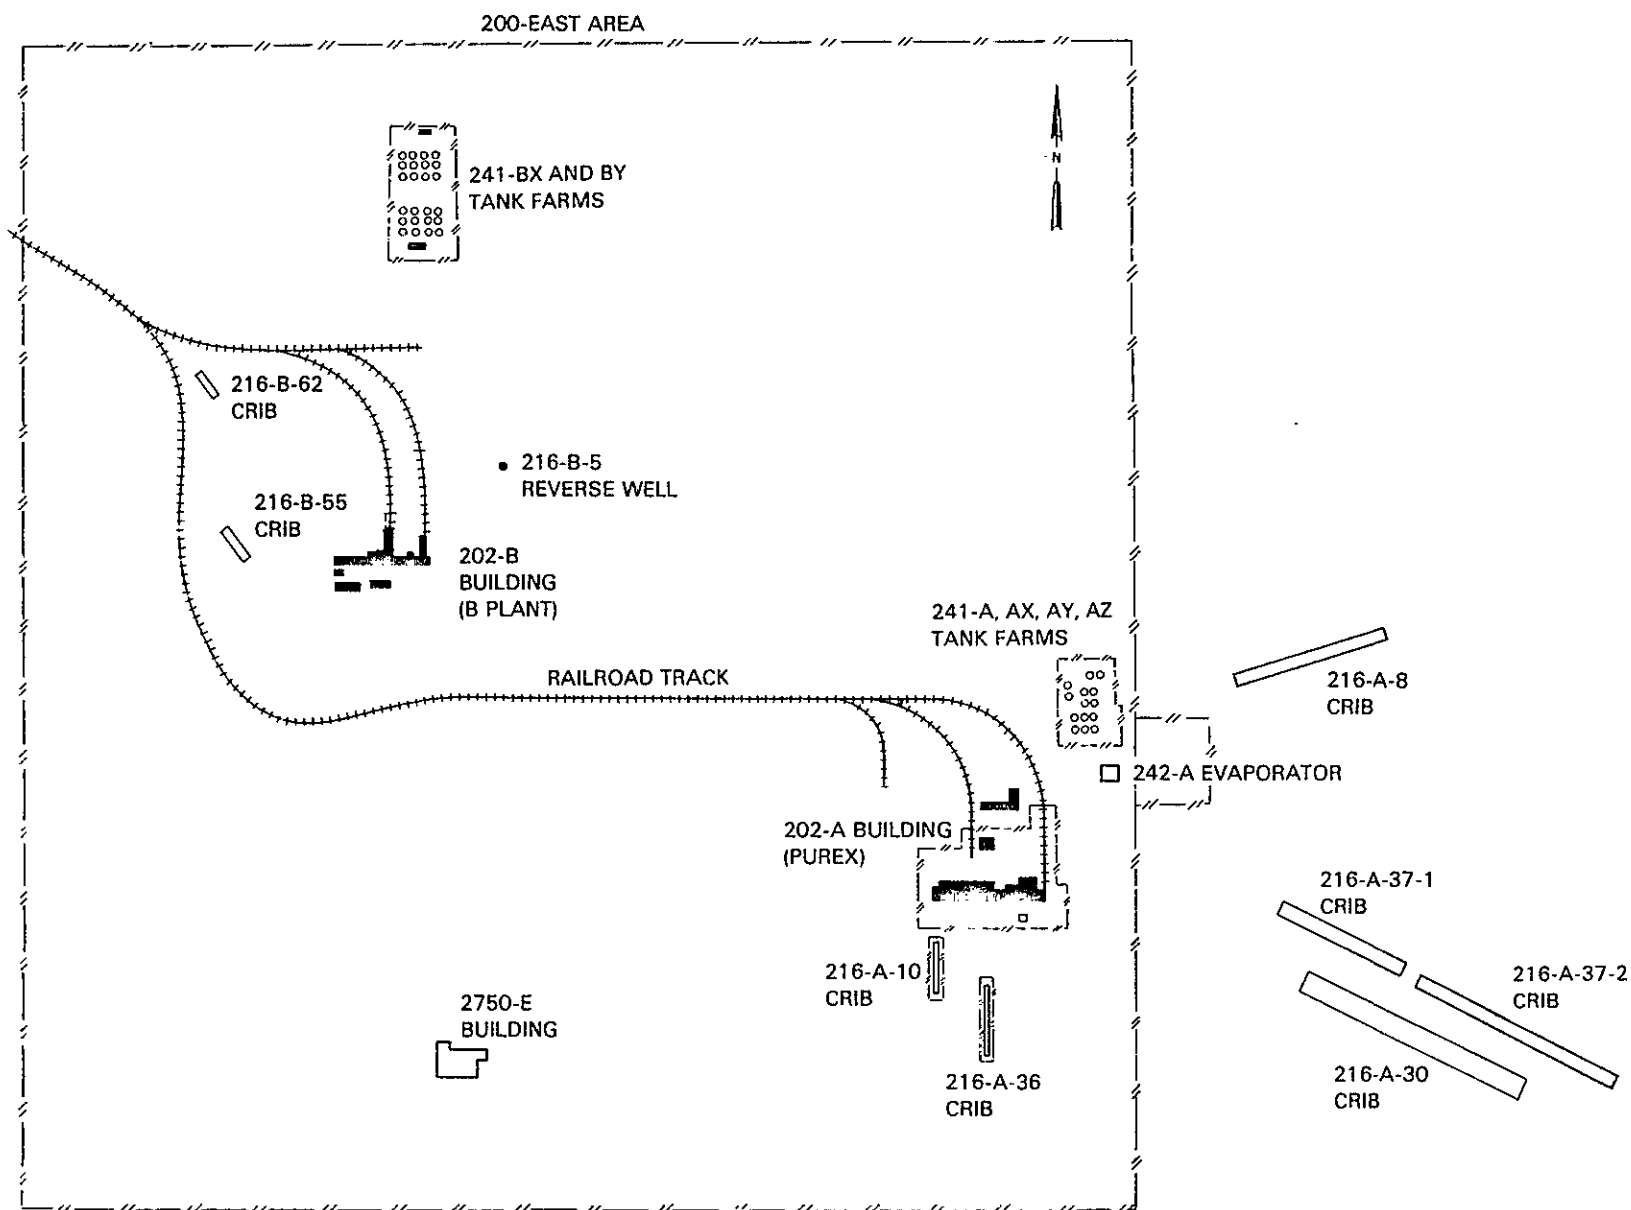 200-EAST AREA
N
241-BX AND BY
TANK FARMS
216-B-62
CRIB
216-B-5
REVERSE WELL
216-B-55
CRIB
202-B
BUILDING
(B PLANT)
241-A, AX, AY, AZ
TANK FARMS
RAILROAD TRACK
216-A-8
CRIB
242-A EVAPORATOR
202-A BUILDING
(PUREX)
216-A-37-1
CRIB
216-A-10
CRIB
216-A-37-2
CRIB
2750-E
BUILDING
216-A-36
CRIB
216-A-30
CRIB